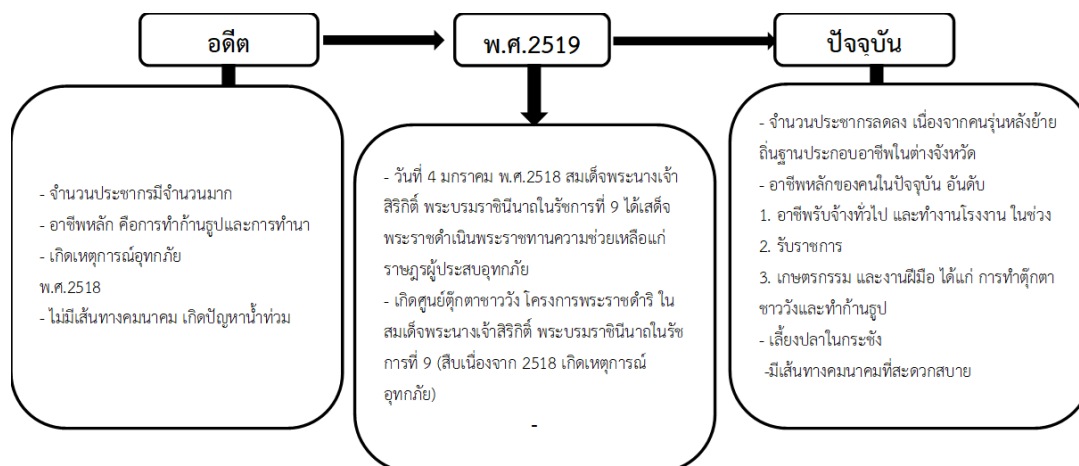 อดีต
พ.ศ.2519
ปัจจุบัน
- จำนวนประชากรมีจำนวนมาก
- อาชีพหลัก คือการทำก้านธูปและการทำนา
- เกิดเหตุการณ์อุทกภัย
พ.ศ.2518
- ไม่มีเส้นทางคมนาคม เกิดปัญหาน้ำท่วม
- วันที่ 4 มกราคม พ.ศ.2518 สมเด็จพระนางเจ้า
สิริกิติ์ พระบรมราชินีนาถในรัชการที่ 9 ได้เสด็จ
พระราชดำเนินพระราชทานความช่วยเหลือแก่
ราษฎรผู้ประสบอุทกภัย
- เกิดศูนย์ตุ๊กตาชาววัง โครงการพระราชดำริ ใน
สมเด็จพระนางเจ้าสิริกิติ์ พระบรมราชินีนาถในรัช
การที่ 9 (สืบเนื่องจาก 2518 เกิดเหตุการณ์
อุทกภัย)
-
- จำนวนประชากรลดลง เนื่องจากคนรุ่นหลังย้าย
ถิ่นฐานประกอบอาชีพในต่างจังหวัด
- อาชีพหลักของคนในปัจจุบัน อันดับ
1. อาชีพรับจ้างทั่วไป และทำงานโรงงาน ในช่วง
2. รับราชการ
3. เกษตรกรรม และงานฝีมือ ได้แก่ การทำตุ๊กตา
ชาววังและทำก้านธูป
- เลี้ยงปลาในกระชัง
-มีเส้นทางคมนาคมที่สะดวกสบาย